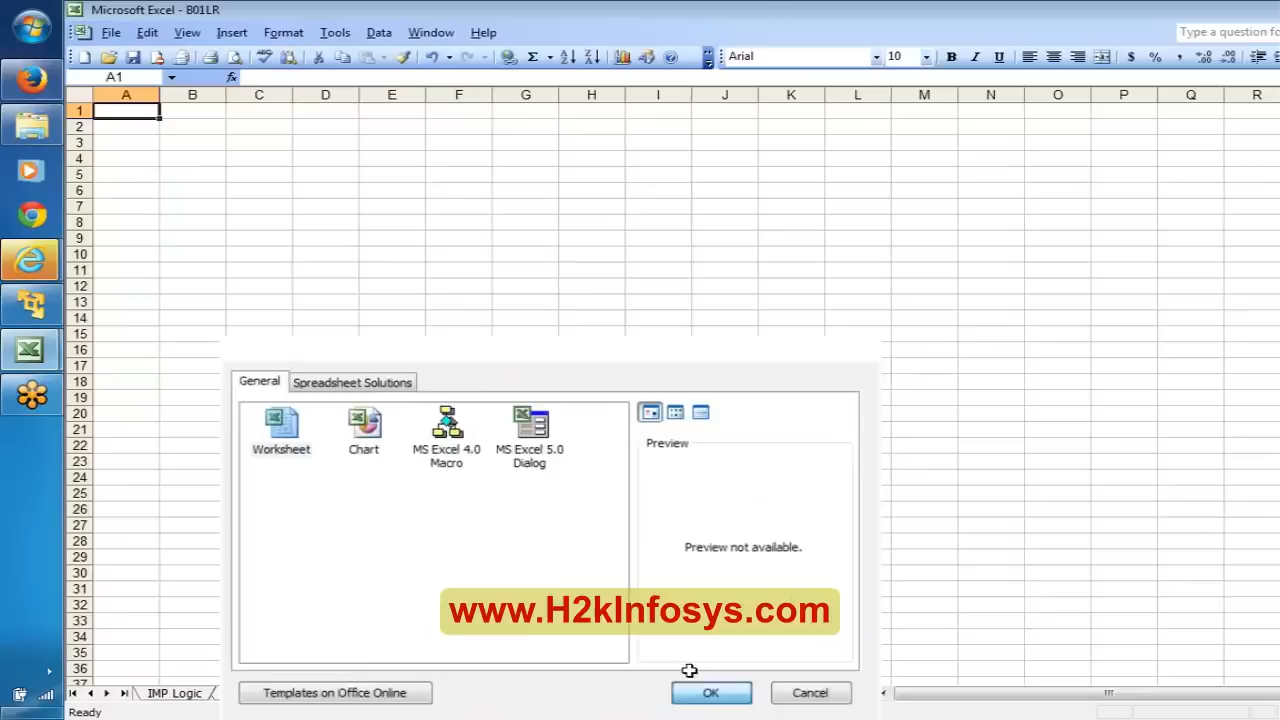 Microsoft Excel - B01LR
File Edit View Insert Format Tools Data Window Help
Type a question fo
Arial 10 B I U $ % ,
A1 fx
A B C D E F G H I J K L M N O P Q R
1
2
3
4
5
6
7
8
9
10
11
12
13
14
15
16
17
18
19
20
21
22
23
24
25
26
27
28
29
30
31
32
33
34
35
36
37
General Spreadsheet Solutions
Worksheet Chart MS Excel 4.0 Macro MS Excel 5.0 Dialog
Preview
Preview not available.
www.H2kInfosys.com
Templates on Office Online OK Cancel
IMP Logic
Ready